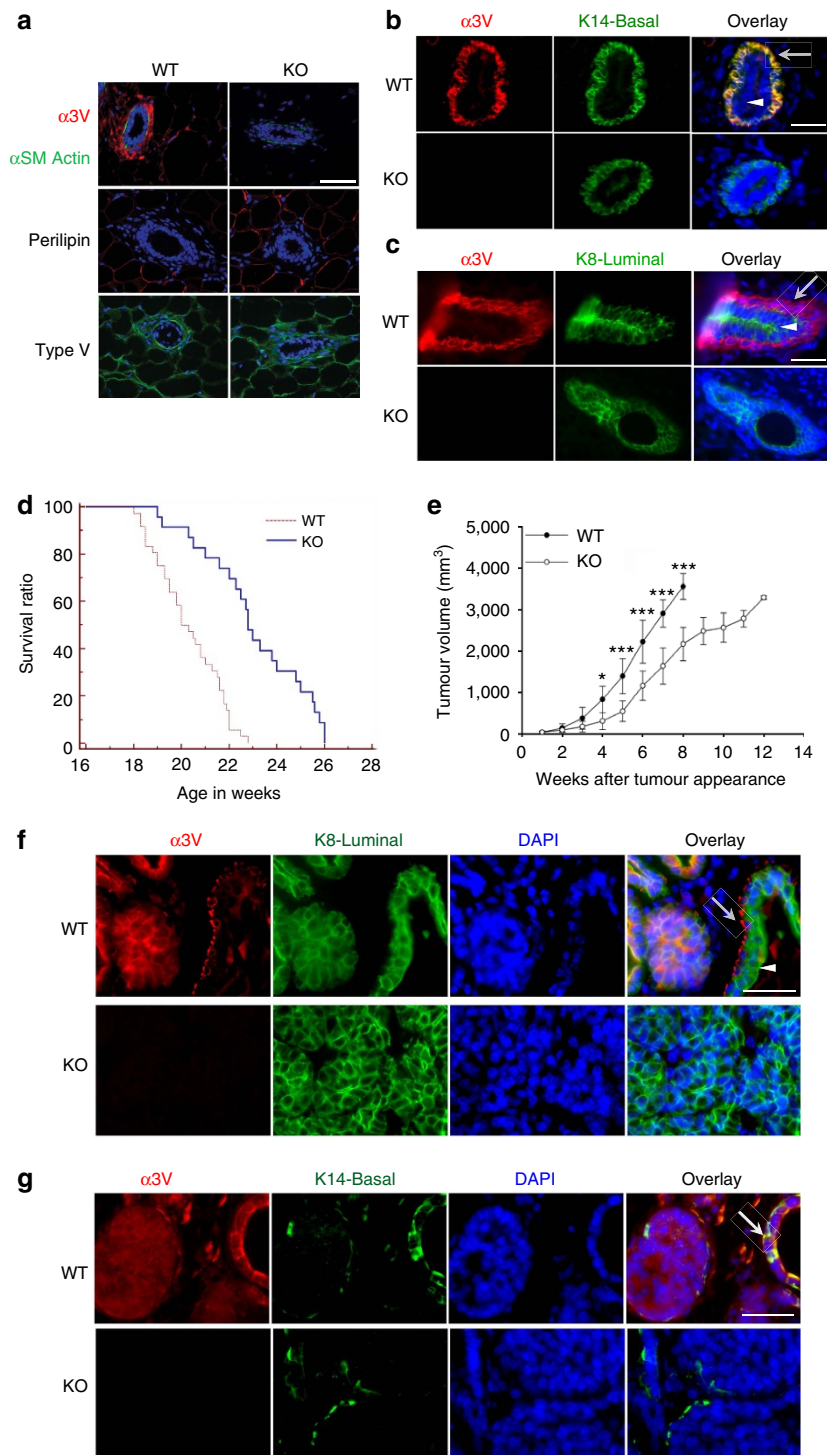 a
WT KO
α3V
αSM Actin
Perilipin
Type V
b
α3V K14-Basal Overlay
WT
KO
c
α3V K8-Luminal Overlay
WT
KO
d
100
80
60
40
20
0
16 18 20 22 24 26 28
Survival ratio
Age in weeks
WT
KO
e
5,000
4,000
3,000
2,000
1,000
0
0 2 4 6 8 10 12 14
Tumour volume (mm³)
Weeks after tumour appearance
WT
KO
* *** *** *** ***
f
α3V K8-Luminal DAPI Overlay
WT
KO
g
α3V K14-Basal DAPI Overlay
WT
KO